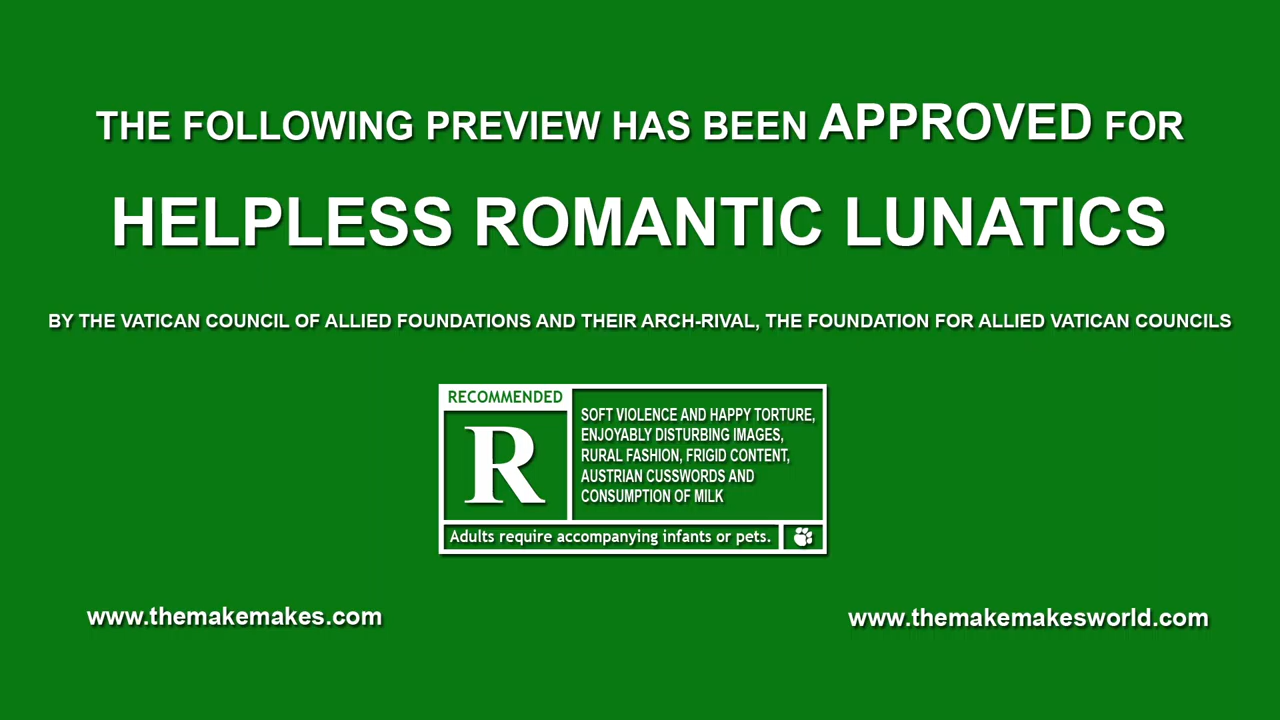 THE FOLLOWING PREVIEW HAS BEEN APPROVED FOR
HELPLESS ROMANTIC LUNATICS
BY THE VATICAN COUNCIL OF ALLIED FOUNDATIONS AND THEIR ARCH-RIVAL, THE FOUNDATION FOR ALLIED VATICAN COUNCILS
RECOMMENDED
R
SOFT VIOLENCE AND HAPPY TORTURE,
ENJOYABLY DISTURBING IMAGES,
RURAL FASHION, FRIGID CONTENT,
AUSTRIAN CUSSWORDS AND
CONSUMPTION OF MILK
Adults require accompanying infants or pets.
www.themakemakes.com
www.themakemakesworld.com